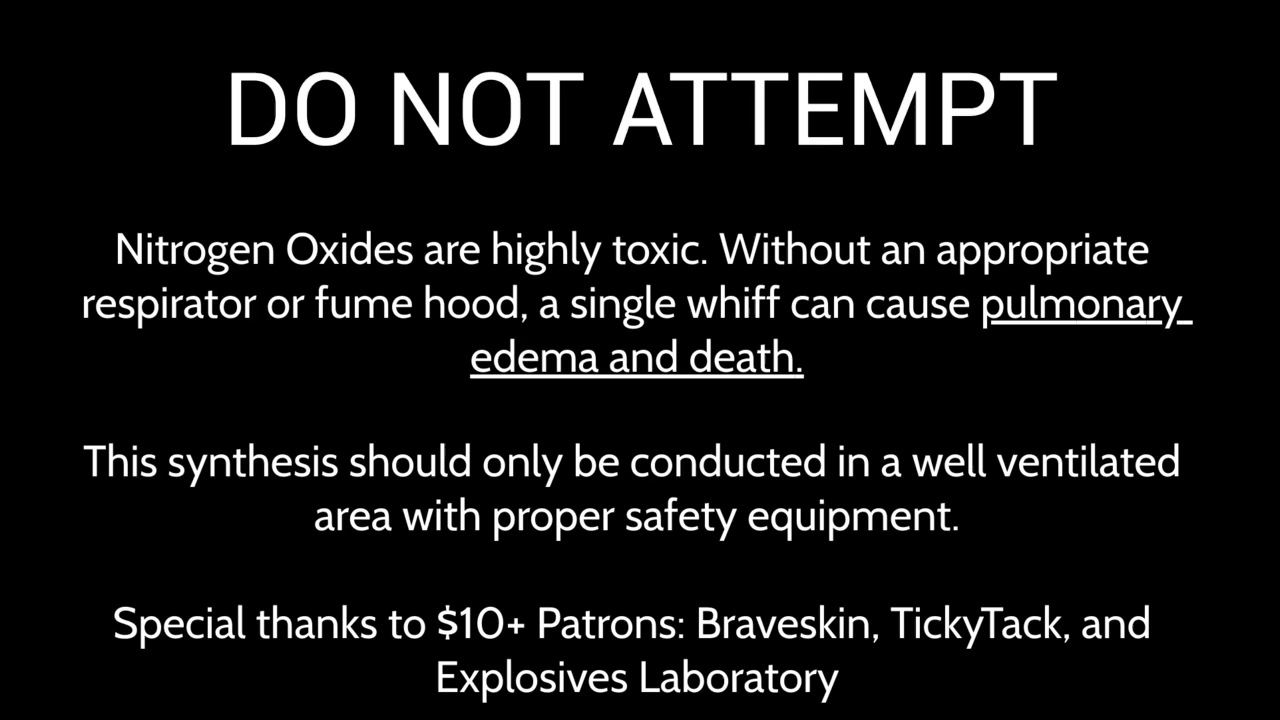 DO NOT ATTEMPT
Nitrogen Oxides are highly toxic. Without an appropriate
respirator or fume hood, a single whiff can cause pulmonary
edema and death.
This synthesis should only be conducted in a well ventilated
area with proper safety equipment.
Special thanks to $10+ Patrons: Braveskin, TickyTack, and
Explosives Laboratory